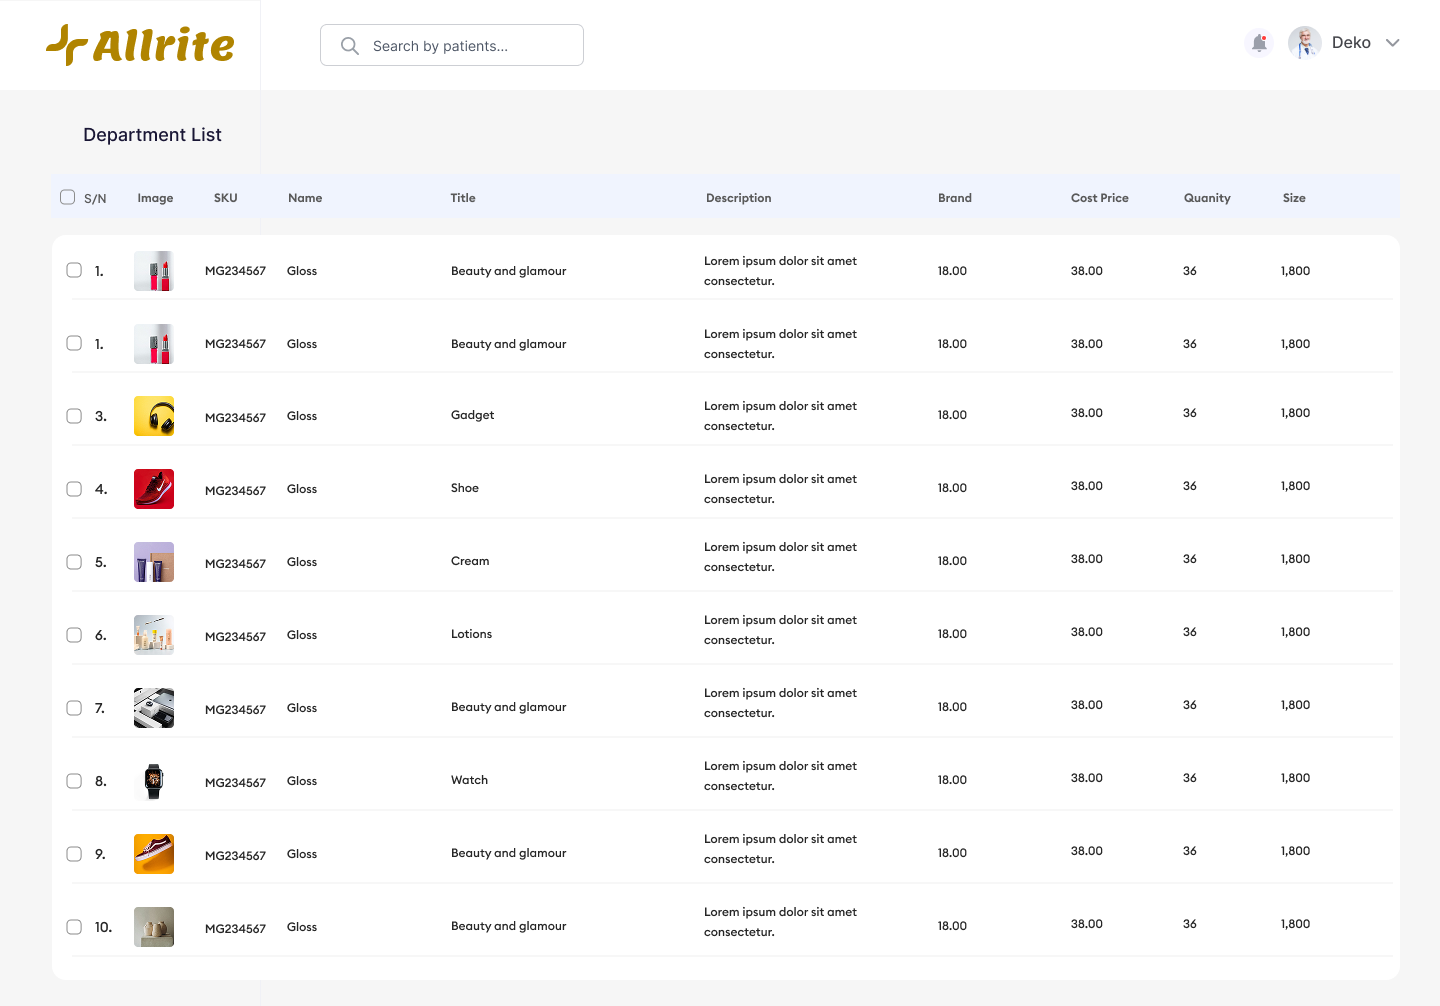 Allrite
Search by patients...
Deko
Department List
S/N Image SKU Name Title Description Brand Cost Price Quanity Size
1. MG234567 Gloss Beauty and glamour Lorem ipsum dolor sit amet consectetur. 18.00 38.00 36 1,800
1. MG234567 Gloss Beauty and glamour Lorem ipsum dolor sit amet consectetur. 18.00 38.00 36 1,800
3. MG234567 Gloss Gadget Lorem ipsum dolor sit amet consectetur. 18.00 38.00 36 1,800
4. MG234567 Gloss Shoe Lorem ipsum dolor sit amet consectetur. 18.00 38.00 36 1,800
5. MG234567 Gloss Cream Lorem ipsum dolor sit amet consectetur. 18.00 38.00 36 1,800
6. MG234567 Gloss Lotions Lorem ipsum dolor sit amet consectetur. 18.00 38.00 36 1,800
7. MG234567 Gloss Beauty and glamour Lorem ipsum dolor sit amet consectetur. 18.00 38.00 36 1,800
8. MG234567 Gloss Watch Lorem ipsum dolor sit amet consectetur. 18.00 38.00 36 1,800
9. MG234567 Gloss Beauty and glamour Lorem ipsum dolor sit amet consectetur. 18.00 38.00 36 1,800
10. MG234567 Gloss Beauty and glamour Lorem ipsum dolor sit amet consectetur. 18.00 38.00 36 1,800